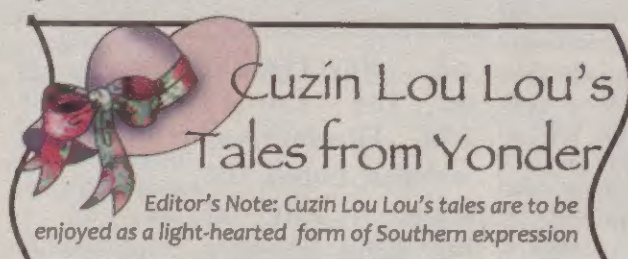 Cuzin Lou Lou's
Tales from Yonder
Editor's Note: Cuzin Lou Lou's tales are to be
enjoyed as a light-hearted form of Southern expression